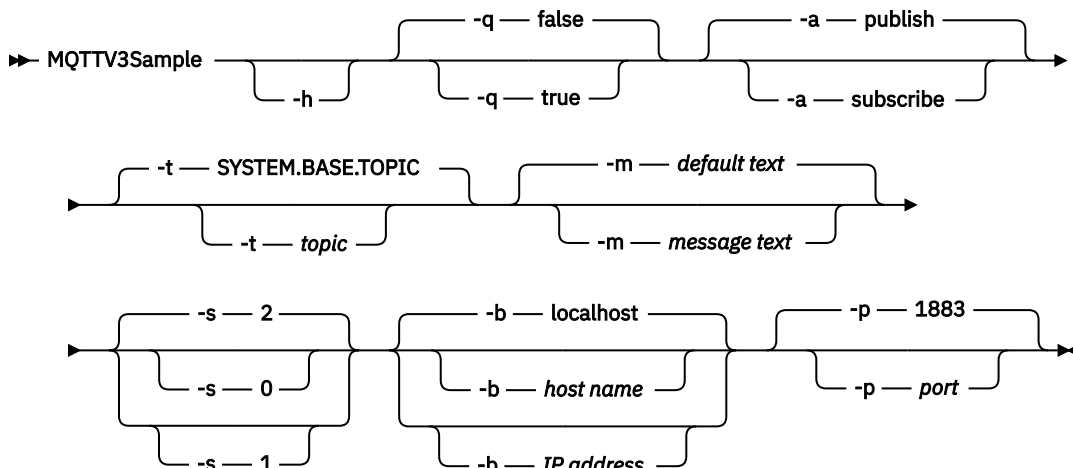 -q false -a publish
MQTTV3Sample
-h -q true -a subscribe
-t SYSTEM.BASE.TOPIC -m default text
-t topic -m message text
-s 2 -b localhost -p 1883
-s 0 -b host name -p port
-s 1 -b IP address